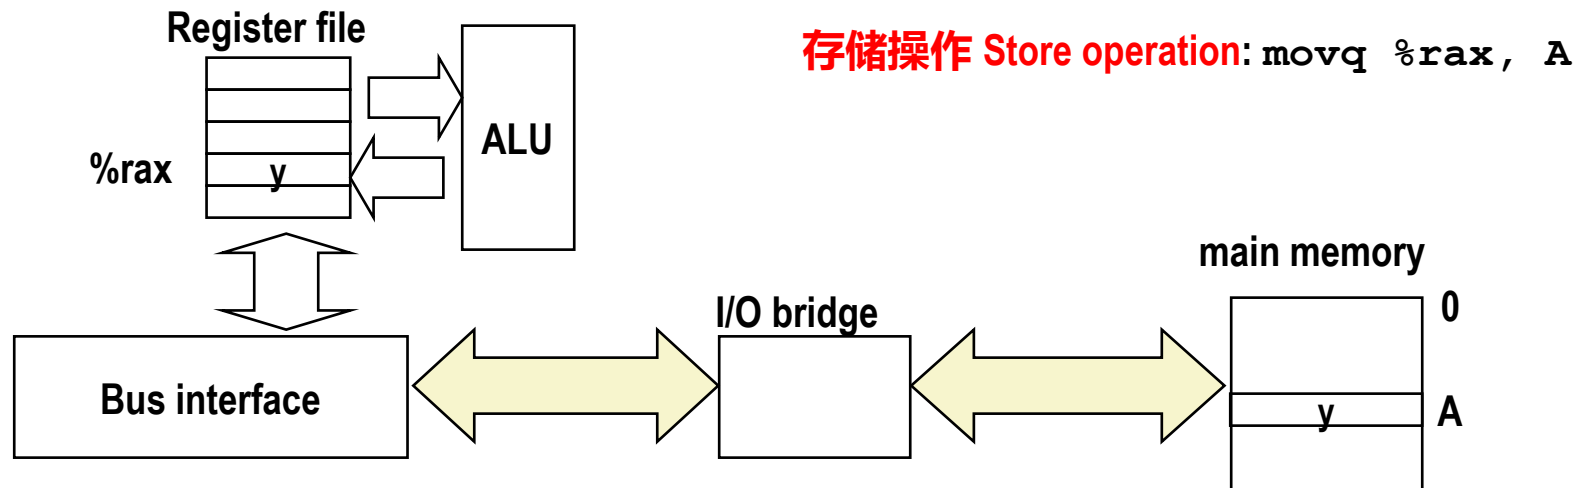 Register file
存储操作 Store operation: movq %rax, A
ALU
%rax
y
main memory
I/O bridge
0
Bus interface
y
A